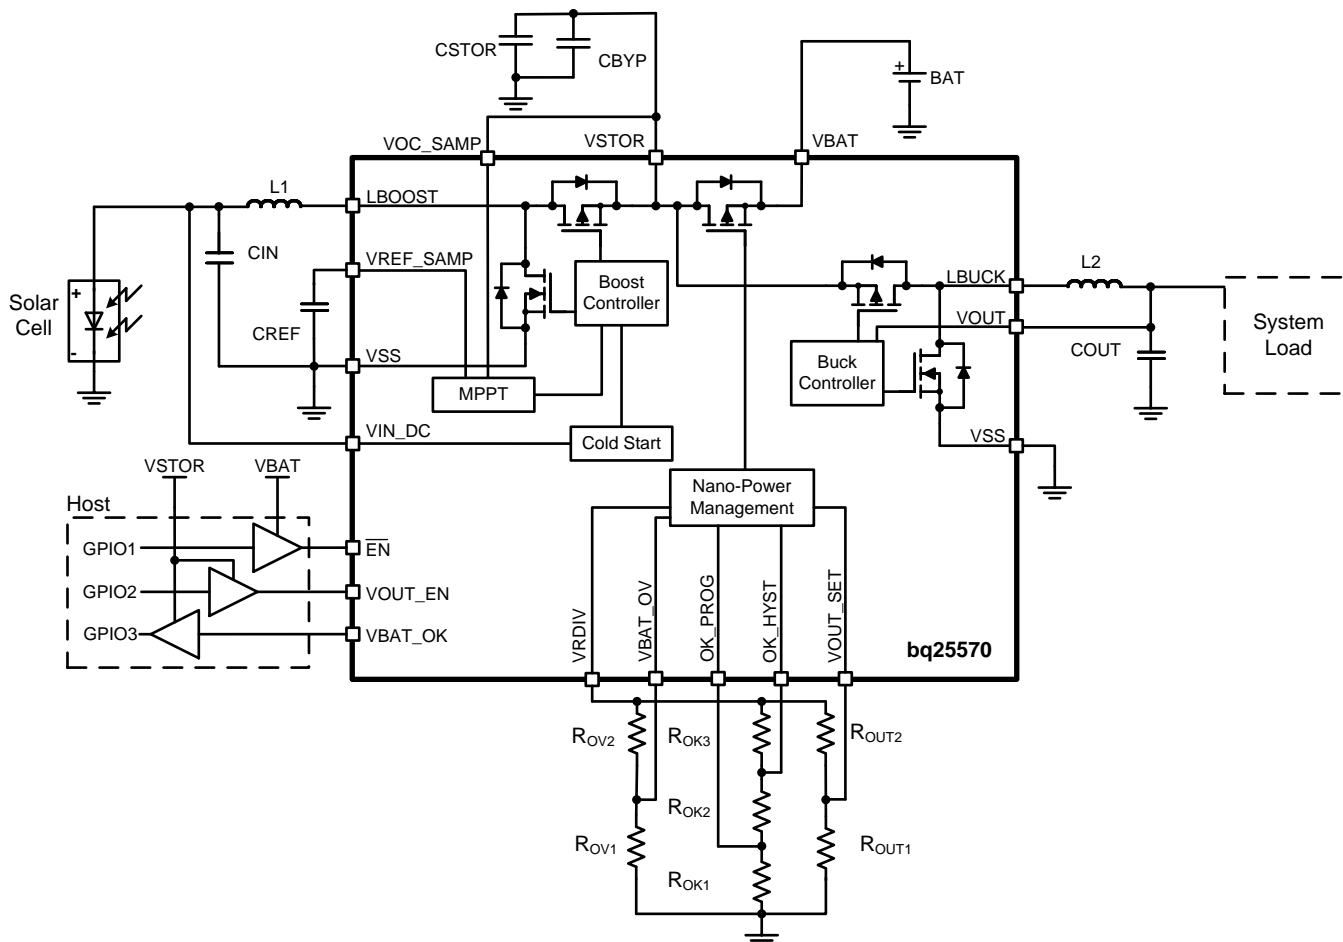 CSTOR
CBYP
+
BAT
VOC_SAMP
VSTOR
VBAT
L1
LBOOST
CIN
VREF_SAMP
Boost
Controller
LBUCK
L2
Solar
Cell
+
-
CREF
VOUT
System
Load
VSS
MPPT
Buck
Controller
COUT
VIN_DC
Cold Start
VSS
VSTOR
VBAT
Nano-Power
Management
Host
GPIO1
EN
GPIO2
VOUT_EN
GPIO3
VBAT_OK
VRDIV
VBAT_OV
OK_PROG
OK_HYST
VOUT_SET
bq25570
ROV2
ROK3
ROUT2
ROK2
ROV1
ROUT1
ROK1